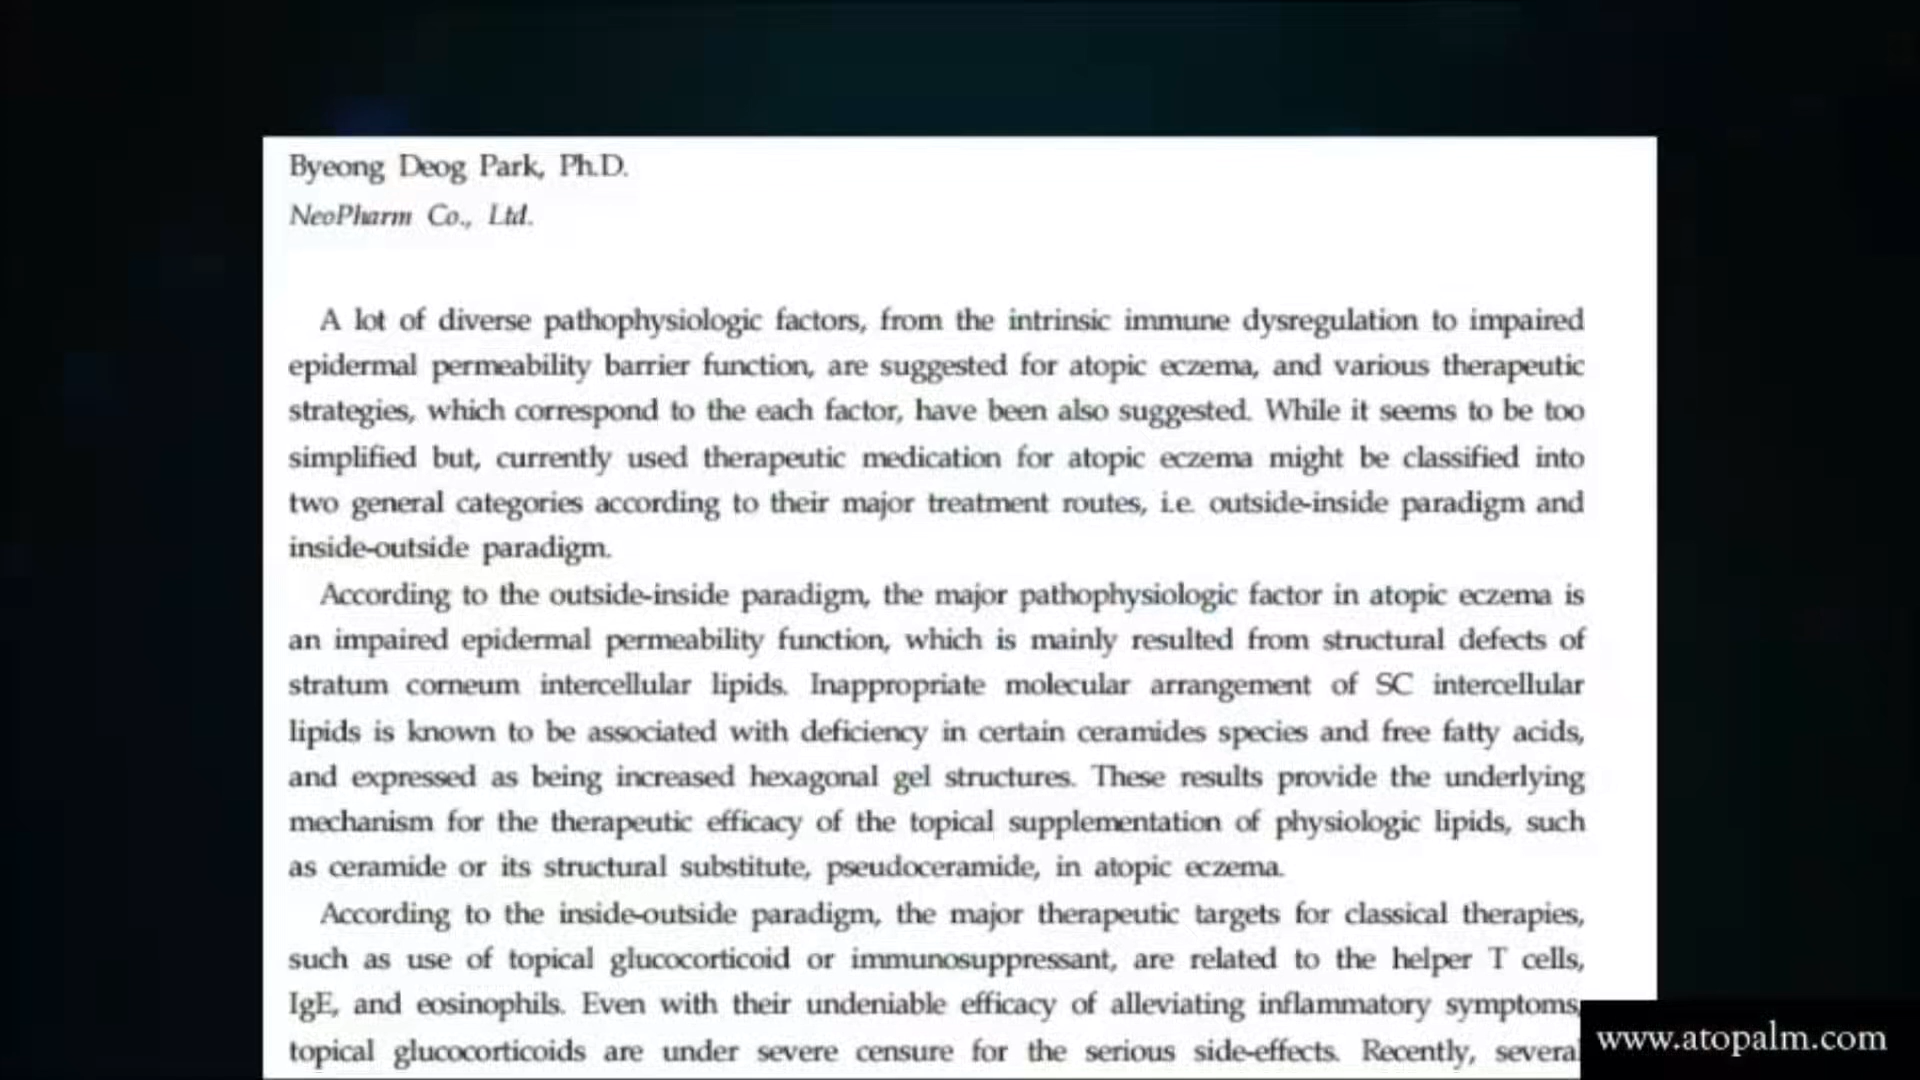 Byeong Deog Park, Ph.D.
NeoPharm Co., Ltd.
A lot of diverse pathophysiologic factors, from the intrinsic immune dysregulation to impaired
epidermal permeability barrier function, are suggested for atopic eczema, and various therapeutic
strategies, which correspond to the each factor, have been also suggested. While it seems to be too
simplified but, currently used therapeutic medication for atopic eczema might be classified into
two general categories according to their major treatment routes, i.e. outside-inside paradigm and
inside-outside paradigm.
According to the outside-inside paradigm, the major pathophysiologic factor in atopic eczema is
an impaired epidermal permeability function, which is mainly resulted from structural defects of
stratum corneum intercellular lipids. Inappropriate molecular arrangement of SC intercellular
lipids is known to be associated with deficiency in certain ceramides species and free fatty acids,
and expressed as being increased hexagonal gel structures. These results provide the underlying
mechanism for the therapeutic efficacy of the topical supplementation of physiologic lipids, such
as ceramide or its structural substitute, pseudoceramide, in atopic eczema.
According to the inside-outside paradigm, the major therapeutic targets for classical therapies,
such as use of topical glucocorticoid or immunosuppressant, are related to the helper T cells,
IgE, and eosinophils. Even with their undeniable efficacy of alleviating inflammatory symptoms,
topical glucocorticoids are under severe censure for the serious side-effects. Recently, several
www.atopalm.com